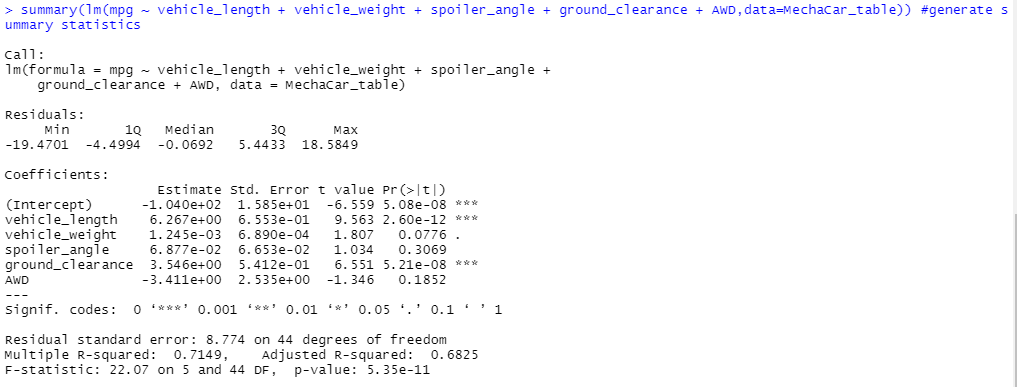 > summary(lm(mpg ~ vehicle_length + vehicle_weight + spoiler_angle + ground_clearance + AWD,data=MechaCar_table)) #generate s
ummary statistics
Call:
lm(formula = mpg ~ vehicle_length + vehicle_weight + spoiler_angle +
    ground_clearance + AWD, data = MechaCar_table)
Residuals:
     Min       1Q   Median       3Q      Max
-19.4701  -4.4994  -0.0692   5.4433  18.5849
Coefficients:
                   Estimate Std. Error t value Pr(>|t|)
(Intercept)      -1.040e+02  1.585e+01  -6.559 5.08e-08 ***
vehicle_length    6.267e+00  6.553e-01   9.563 2.60e-12 ***
vehicle_weight    1.245e-03  6.890e-04   1.807   0.0776 .
spoiler_angle     6.877e-02  6.653e-02   1.034   0.3069
ground_clearance  3.546e+00  5.412e-01   6.551 5.21e-08 ***
AWD              -3.411e+00  2.535e+00  -1.346   0.1852
---
Signif. codes:  0 ‘***’ 0.001 ‘**’ 0.01 ‘*’ 0.05 ‘.’ 0.1 ‘ ’ 1
Residual standard error: 8.774 on 44 degrees of freedom
Multiple R-squared:  0.7149,	Adjusted R-squared:  0.6825
F-statistic: 22.07 on 5 and 44 DF,  p-value: 5.35e-11